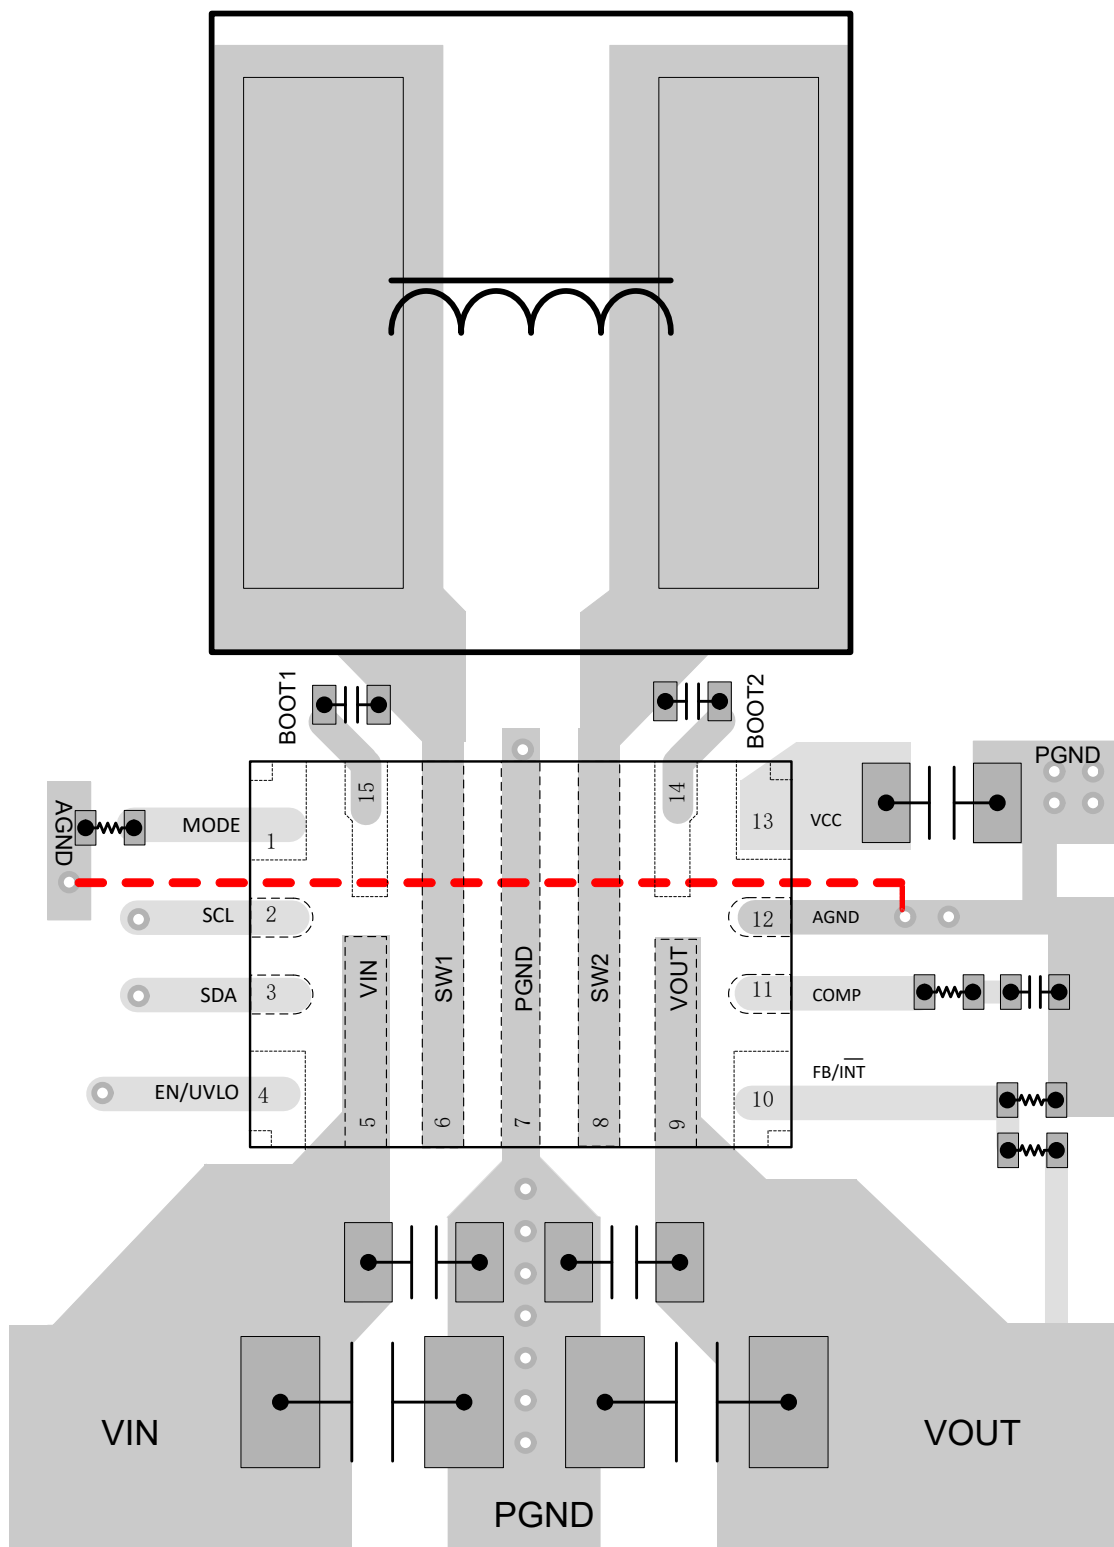 BOOT1
BOOT2
PGND
15
14
AGND
MODE
1
13
VCC
SCL
2
12
AGND
VIN
SW1
PGND
SW2
VOUT
SDA
3
11
COMP
FB/INT
EN/UVLO
4
10
5
6
7
8
9
VIN
VOUT
PGND